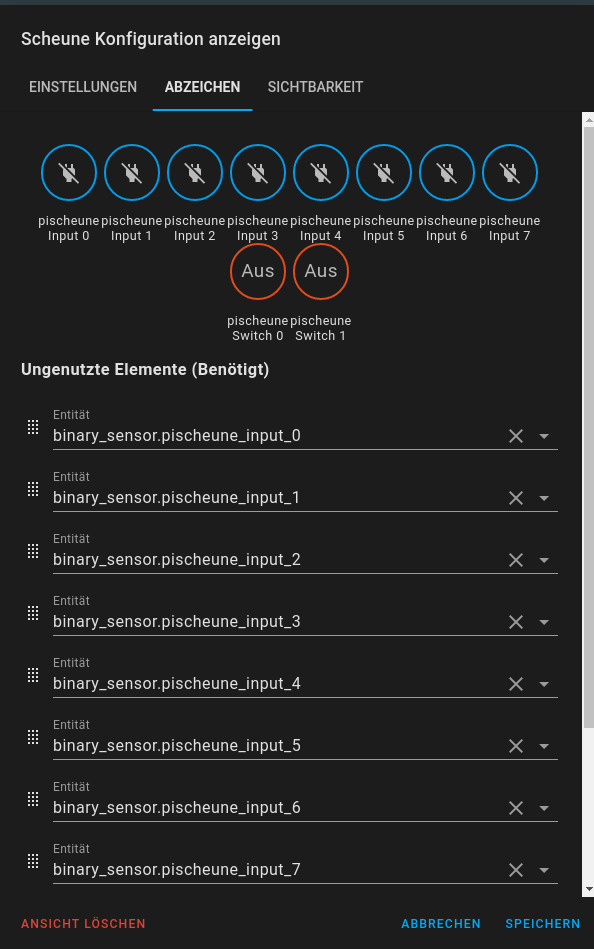 Scheune Konfiguration anzeigen
EINSTELLUNGEN ABZEICHEN SICHTBARKEIT
pischeune pischeune pischeune pischeune pischeune pischeune pischeune pischeune
Input 0 Input 1 Input 2 Input 3 Input 4 Input 5 Input 6 Input 7
Aus Aus
pischeune pischeune
Switch 0 Switch 1
Ungenutzte Elemente (Benötigt)
Entität
binary_sensor.pischeune_input_0
Entität
binary_sensor.pischeune_input_1
Entität
binary_sensor.pischeune_input_2
Entität
binary_sensor.pischeune_input_3
Entität
binary_sensor.pischeune_input_4
Entität
binary_sensor.pischeune_input_5
Entität
binary_sensor.pischeune_input_6
Entität
binary_sensor.pischeune_input_7
ANSICHT LÖSCHEN ABBRECHEN SPEICHERN